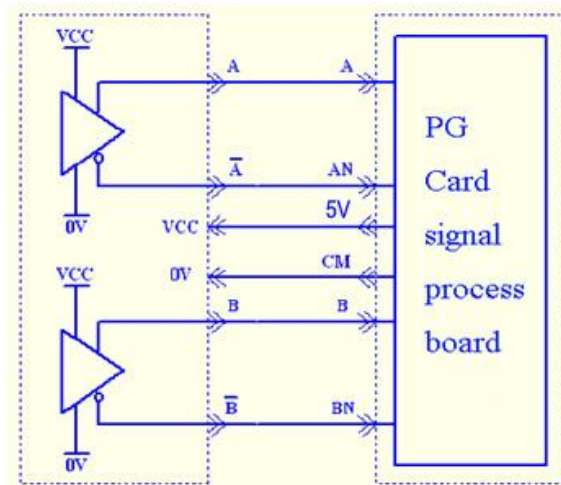 VCC
A A
A̅ AN
0V
VCC 5V
0V CM
VCC
B B
B̅ BN
0V
PG
Card
signal
process
board